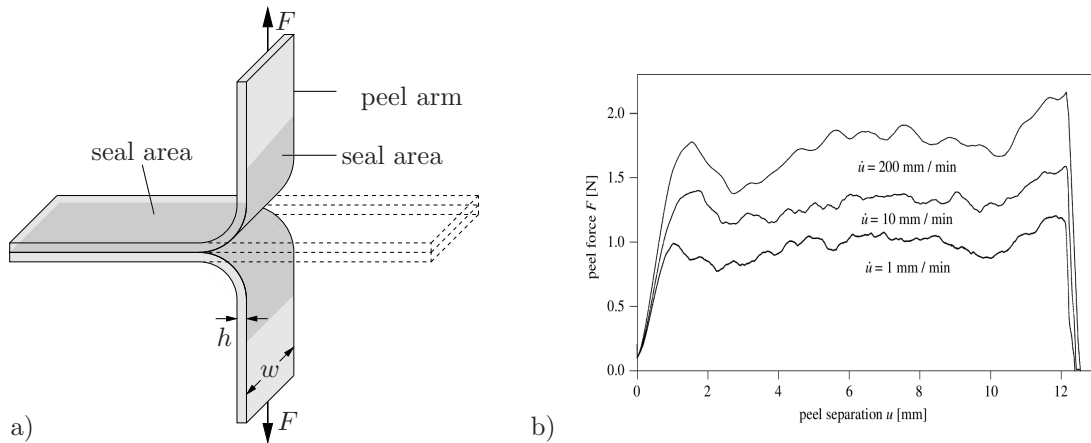 F
peel arm
seal area
seal area
h
w
F
a)
2.0
1.5
1.0
0.5
0.0
peel force F [N]
u̇ = 200 mm / min
u̇ = 10 mm / min
u̇ = 1 mm / min
0 2 4 6 8 10 12
peel separation u [mm]
b)